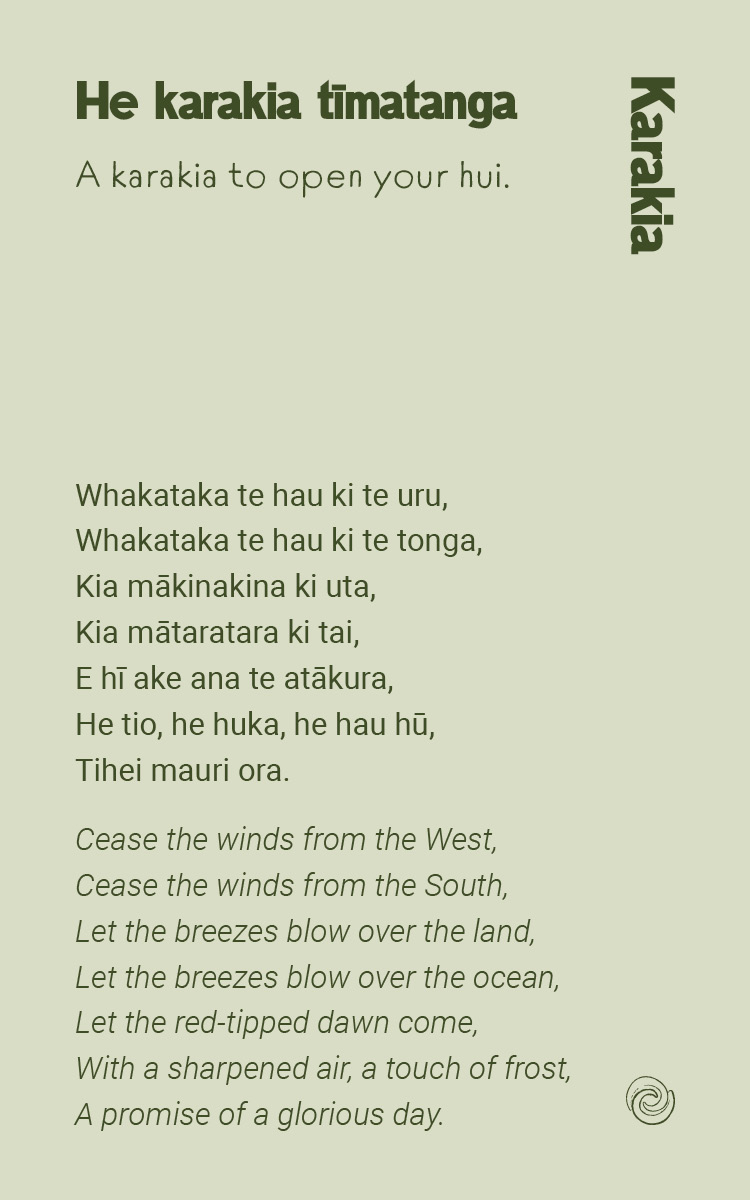 He karakia tīmatanga
A karakia to open your hui.
Karakia
Whakataka te hau ki te uru,
Whakataka te hau ki te tonga,
Kia mākinakina ki uta,
Kia mātaratara ki tai,
E hī ake ana te atākura,
He tio, he huka, he hau hū,
Tihei mauri ora.
Cease the winds from the West,
Cease the winds from the South,
Let the breezes blow over the land,
Let the breezes blow over the ocean,
Let the red-tipped dawn come,
With a sharpened air, a touch of frost,
A promise of a glorious day.